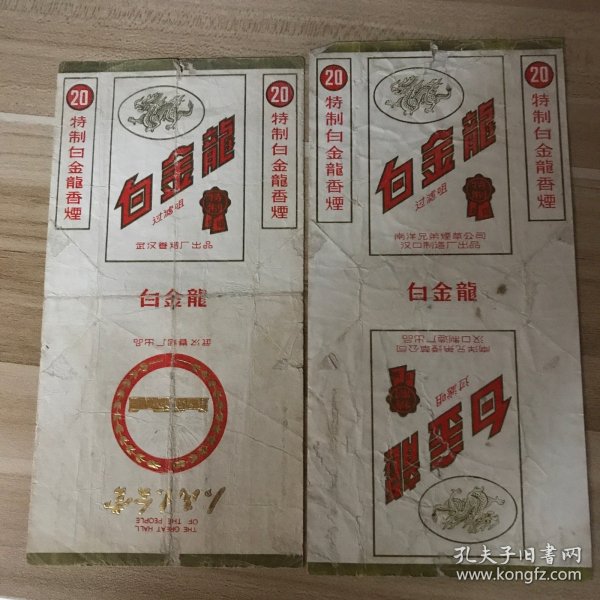 20
特制白金龍香煙
白金龍
过滤咀
特制
武汉卷烟厂出品
20
特制白金龍香煙
白金龍
武汉卷烟厂出品
人民大会堂
THE GREAT HALL
OF THE PEOPLE
20
特制白金龍香煙
白金龍
过滤咀
特制
南洋兄弟煙草公司
汉口制造厂出品
20
特制白金龍香煙
白金龍
南洋兄弟煙草公司
汉口制造厂出品
过滤咀
白金龍
孔夫子旧書网
www.kongfz.com